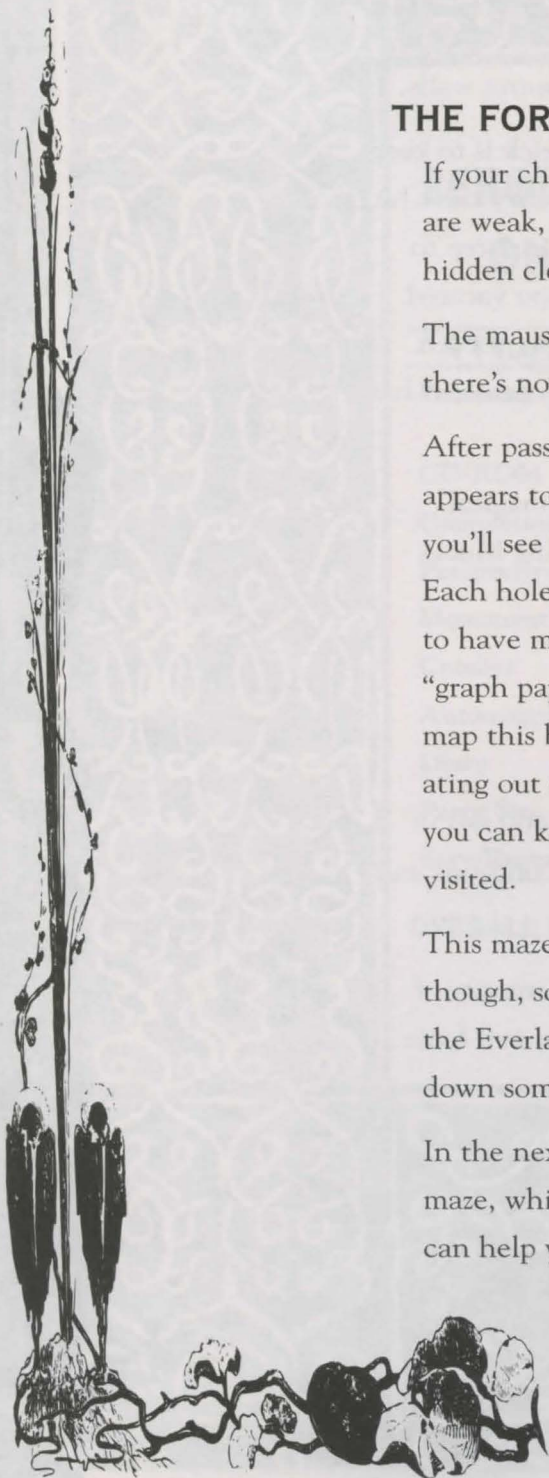 THE FOR
If your ch
are weak,
hidden cl
The maus
there's no
After pass
appears to
you'll see
Each hole
to have m
“graph pa
map this
ating out
you can k
visited.
This maze
though, s
the Everla
down som
In the nex
maze, whi
can help